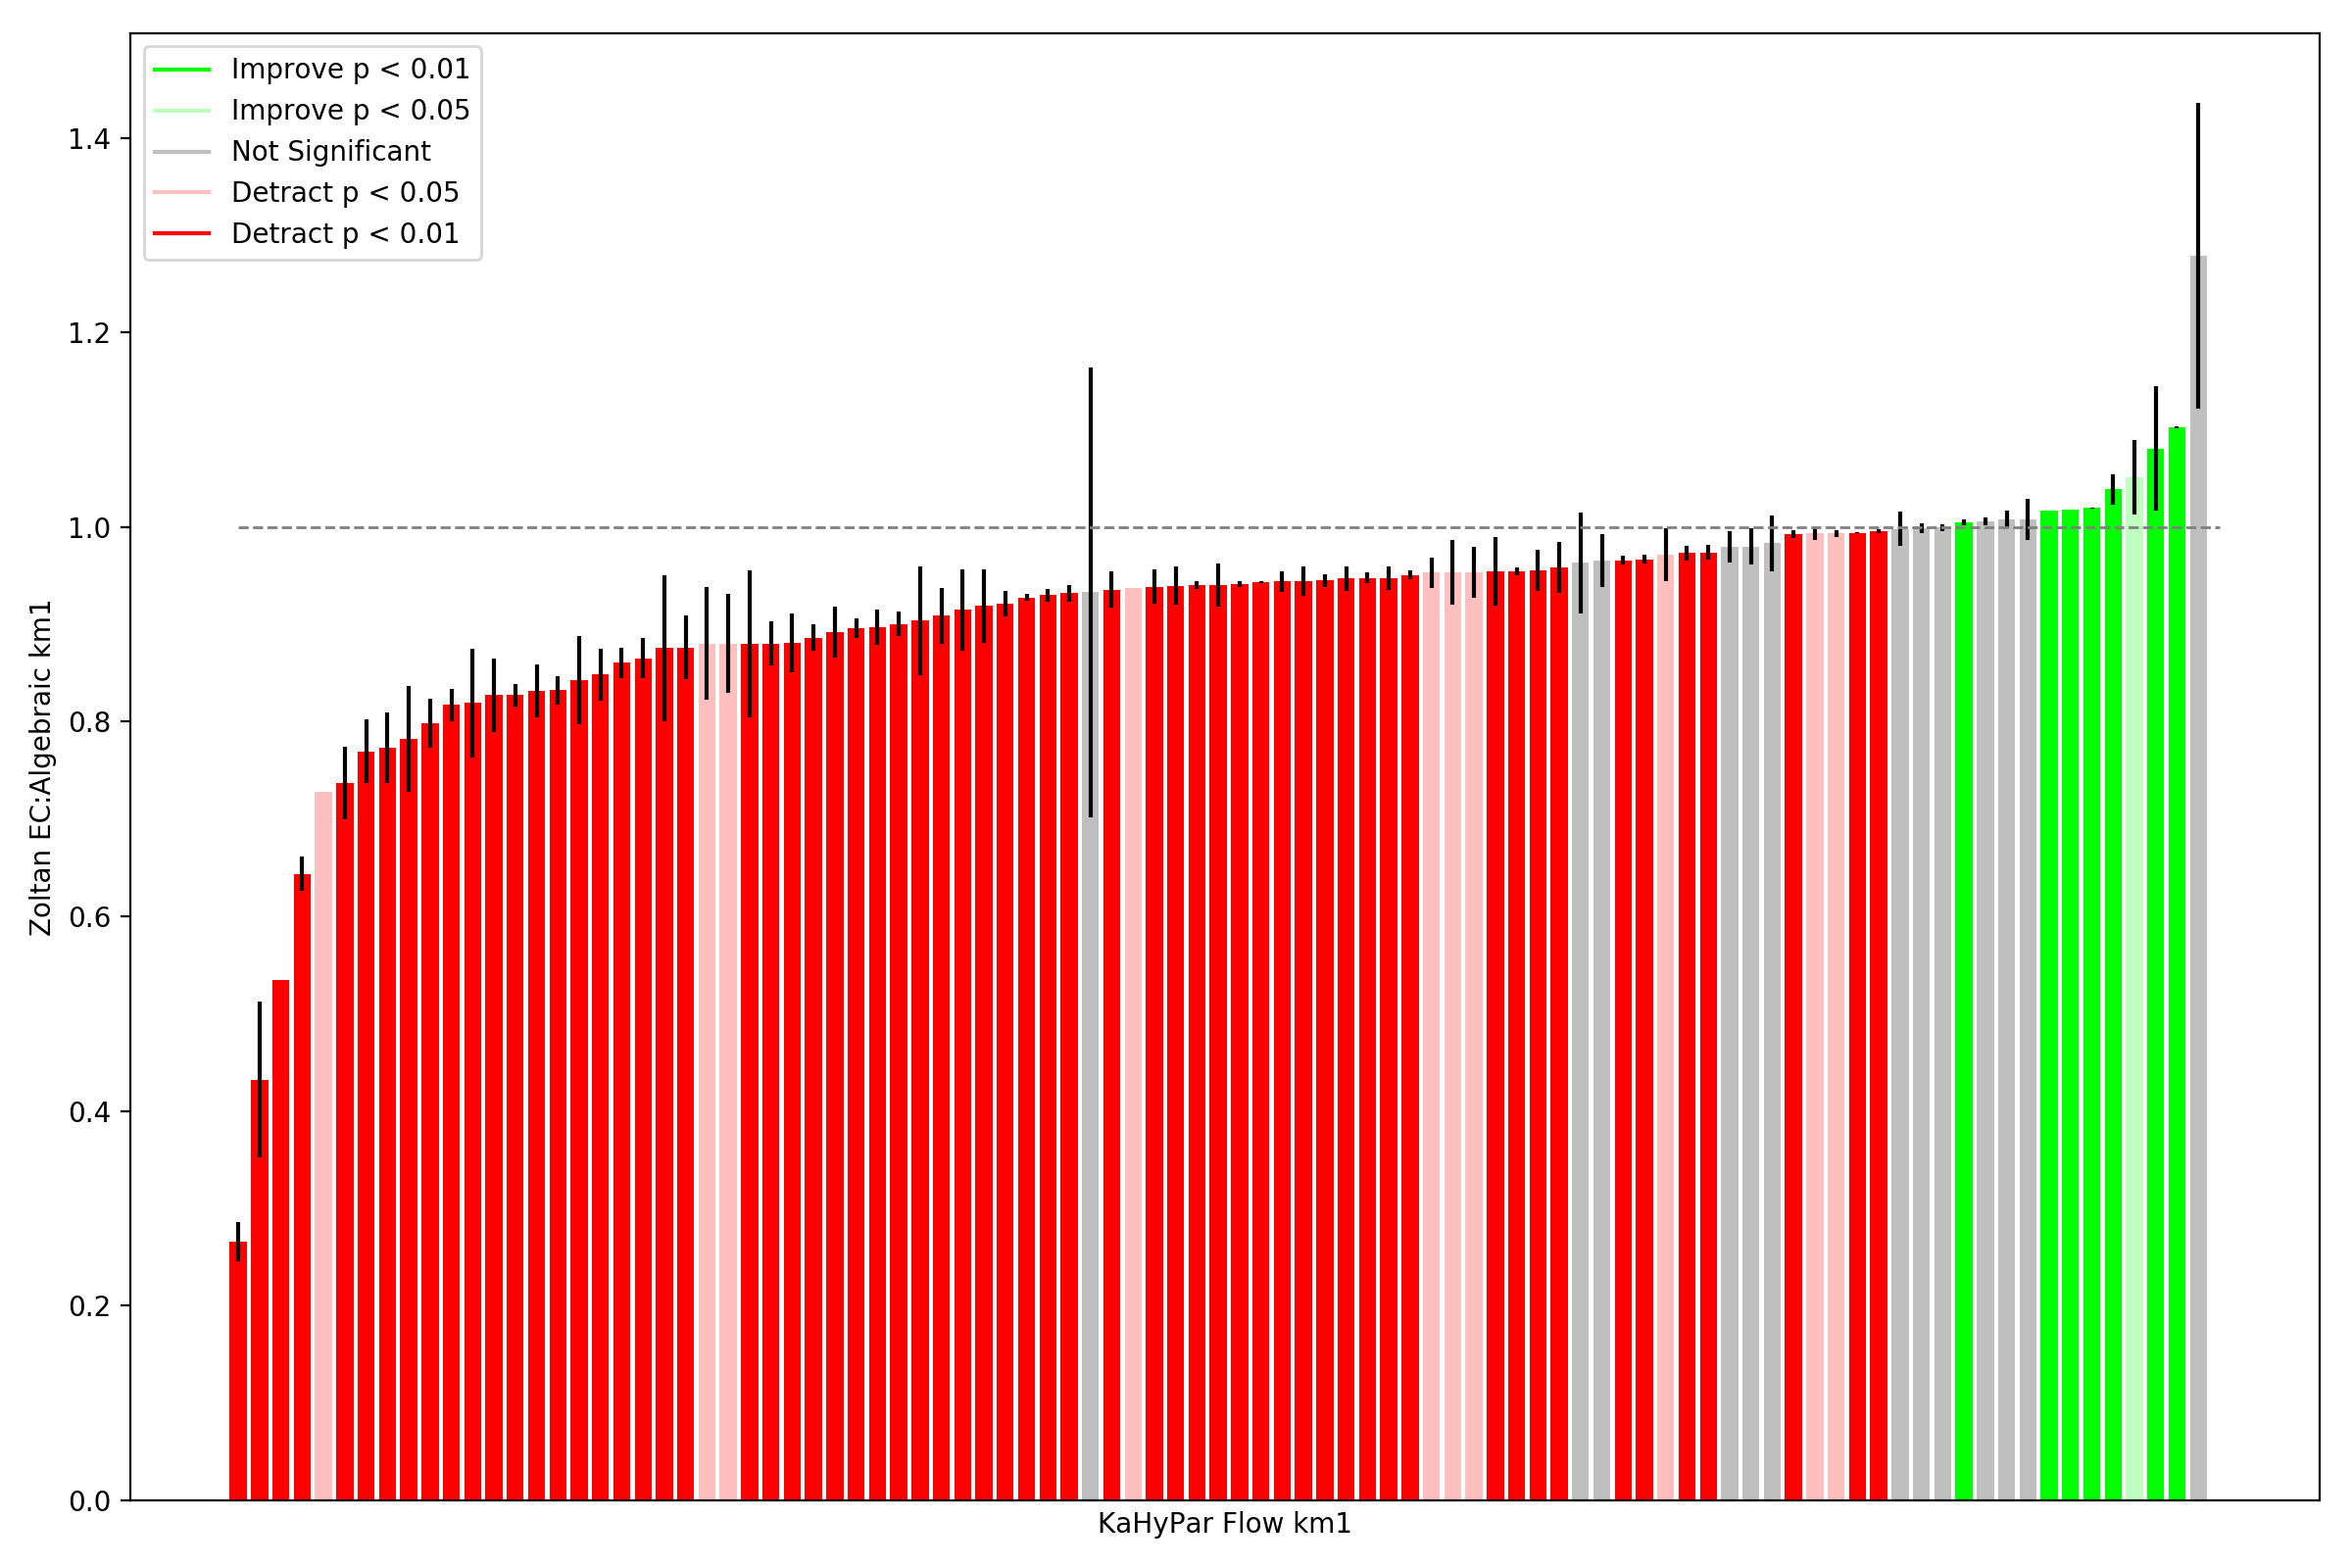 Improve p < 0.01
Improve p < 0.05
Not Significant
Detract p < 0.05
Detract p < 0.01
1.4
1.2
1.0
0.8
0.6
0.4
0.2
0.0
Zoltan EC:Algebraic km1
KaHyPar Flow km1